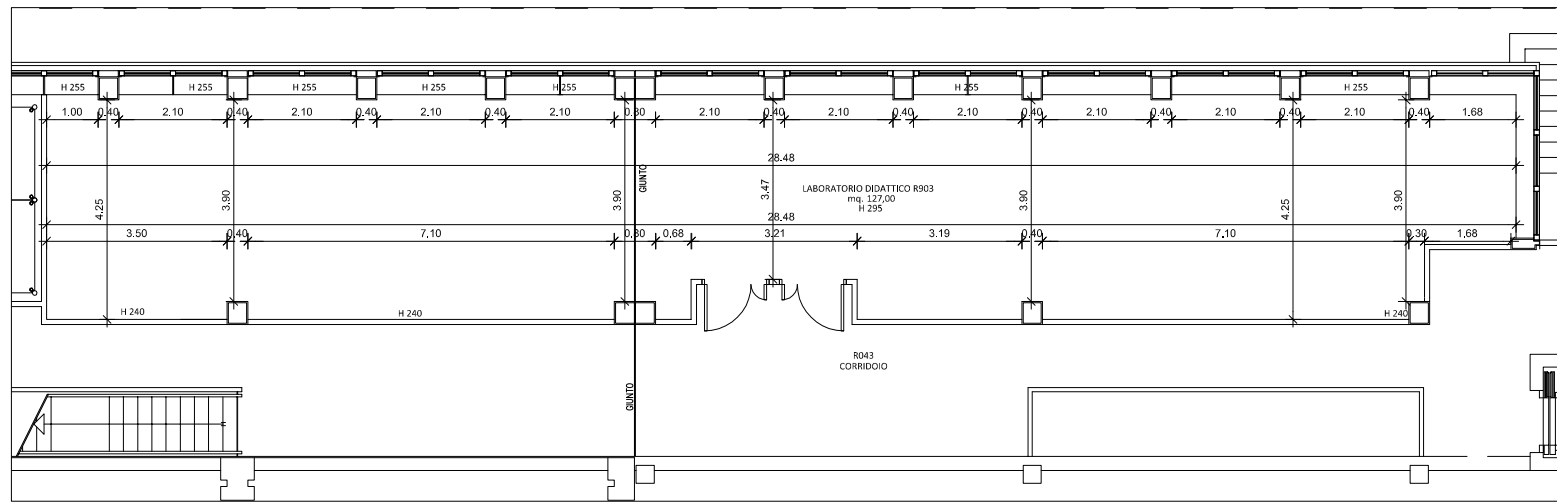 H 255
H 255
H 255
H 255
H 255
H 255
H 255
1.00
0.40
2.10
0.40
2.10
0.40
2.10
0.40
2.10
0.80
2.10
0.40
2.10
0.40
2.10
0.40
2.10
0.40
2.10
0.40
2.10
0.40
1.68
28.48
GIUNTO
LABORATORIO DIDATTICO R903
mq. 127,00
H 295
4.25
3.90
3.90
3.47
3.90
4.25
3.90
28.48
3.50
0.40
7.10
0.80
0,68
3.21
3.19
0.40
7.10
0.30
1,68
H 240
H 240
H 240
R043
CORRIDOIO
GIUNTO